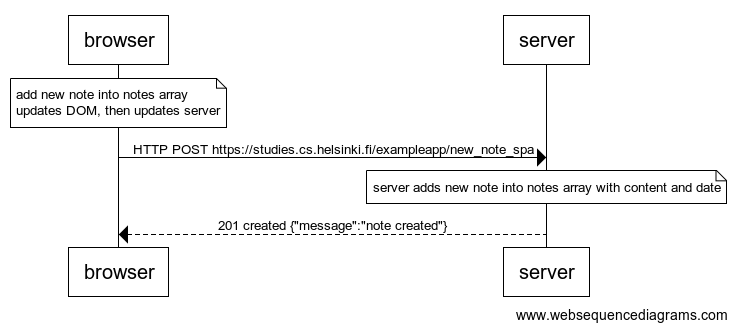 browser
server
add new note into notes array
updates DOM, then updates server
HTTP POST https://studies.cs.helsinki.fi/exampleapp/new_note_spa
server adds new note into notes array with content and date
201 created {"message":"note created"}
browser
server
www.websequencediagrams.com